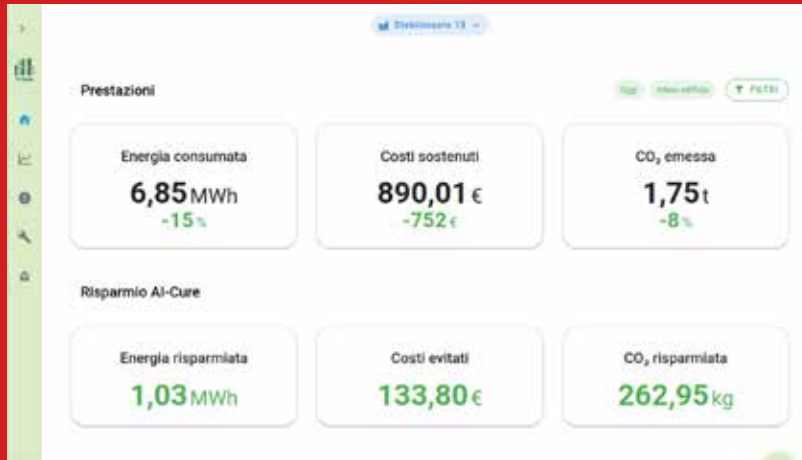 Stabilimento 13
Prestazioni
FILTRI
Energia consumata
Costi sostenuti
CO₂ emessa
6,85 MWh
890,01 €
1,75 t
-15 %
-752 €
-8 %
Risparmio AI-Cure
Energia risparmiata
Costi evitati
CO₂ risparmiata
1,03 MWh
133,80 €
262,95 kg